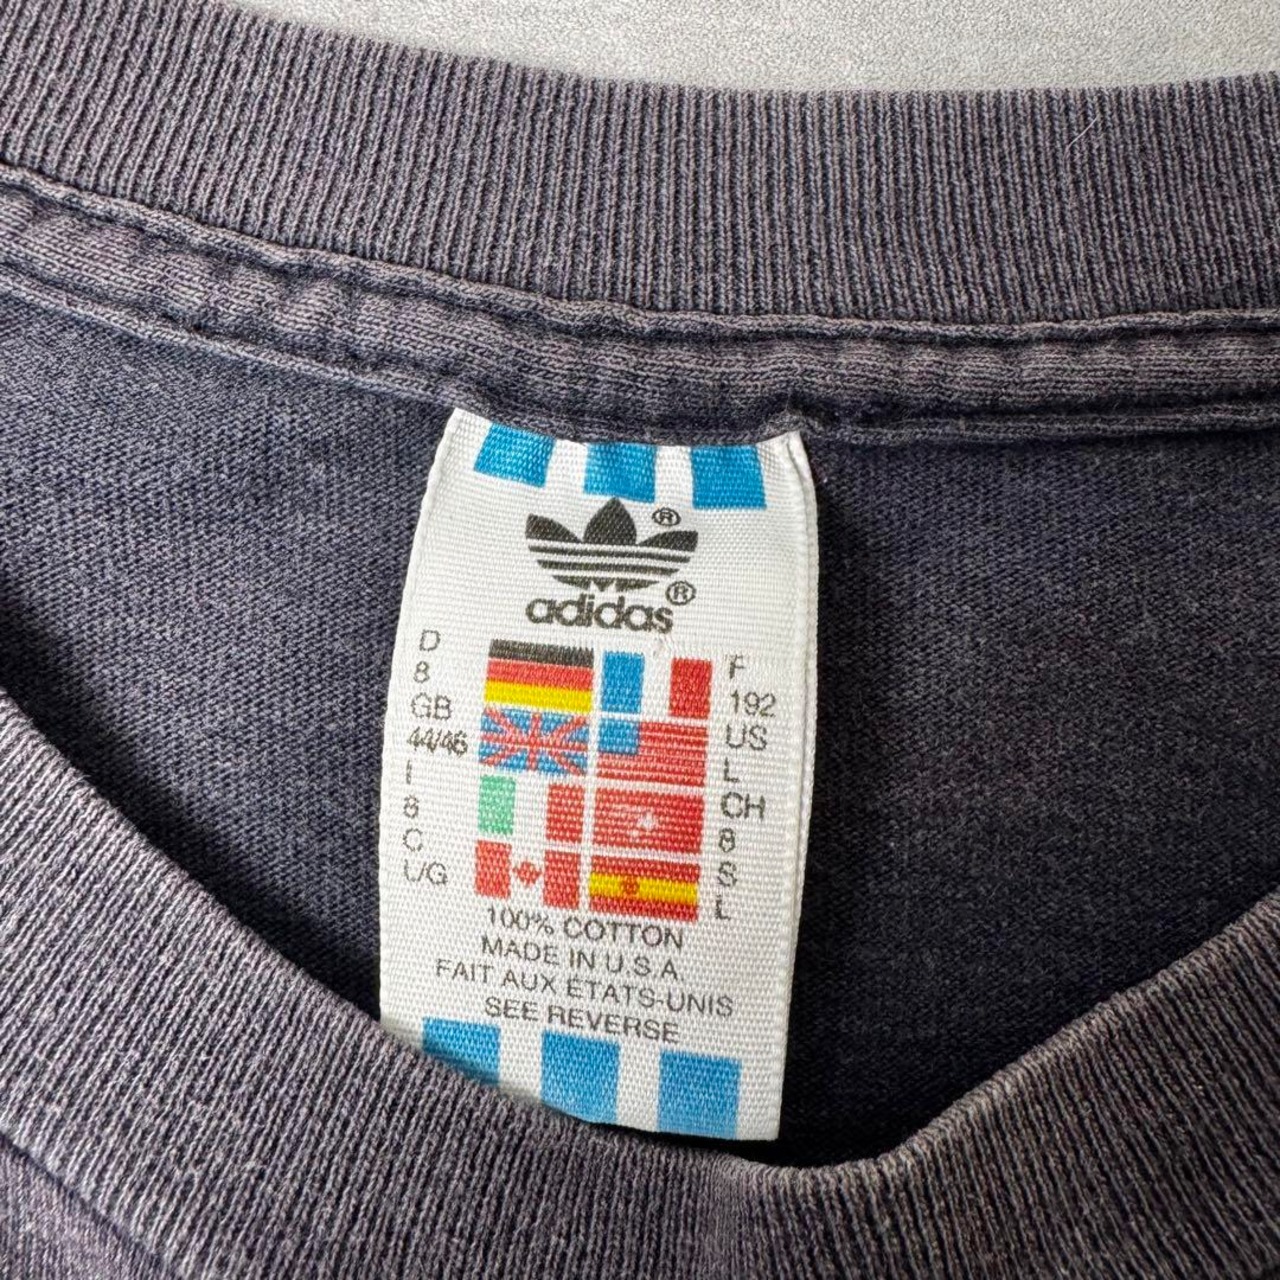 ®
adidas®
D
8
GB
44/46
I
8
C
L/G
F
192
US
L
CH
8
S
L
100% COTTON
MADE IN U.S.A.
FAIT AUX ÉTATS-UNIS
SEE REVERSE